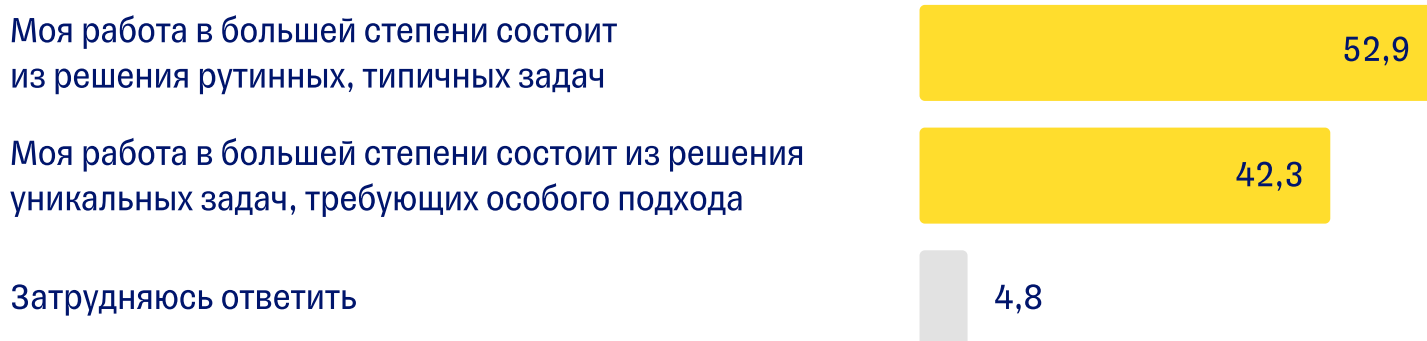 Моя работа в большей степени состоит
из решения рутинных, типичных задач
52,9
Моя работа в большей степени состоит из решения
уникальных задач, требующих особого подхода
42,3
Затрудняюсь ответить
4,8